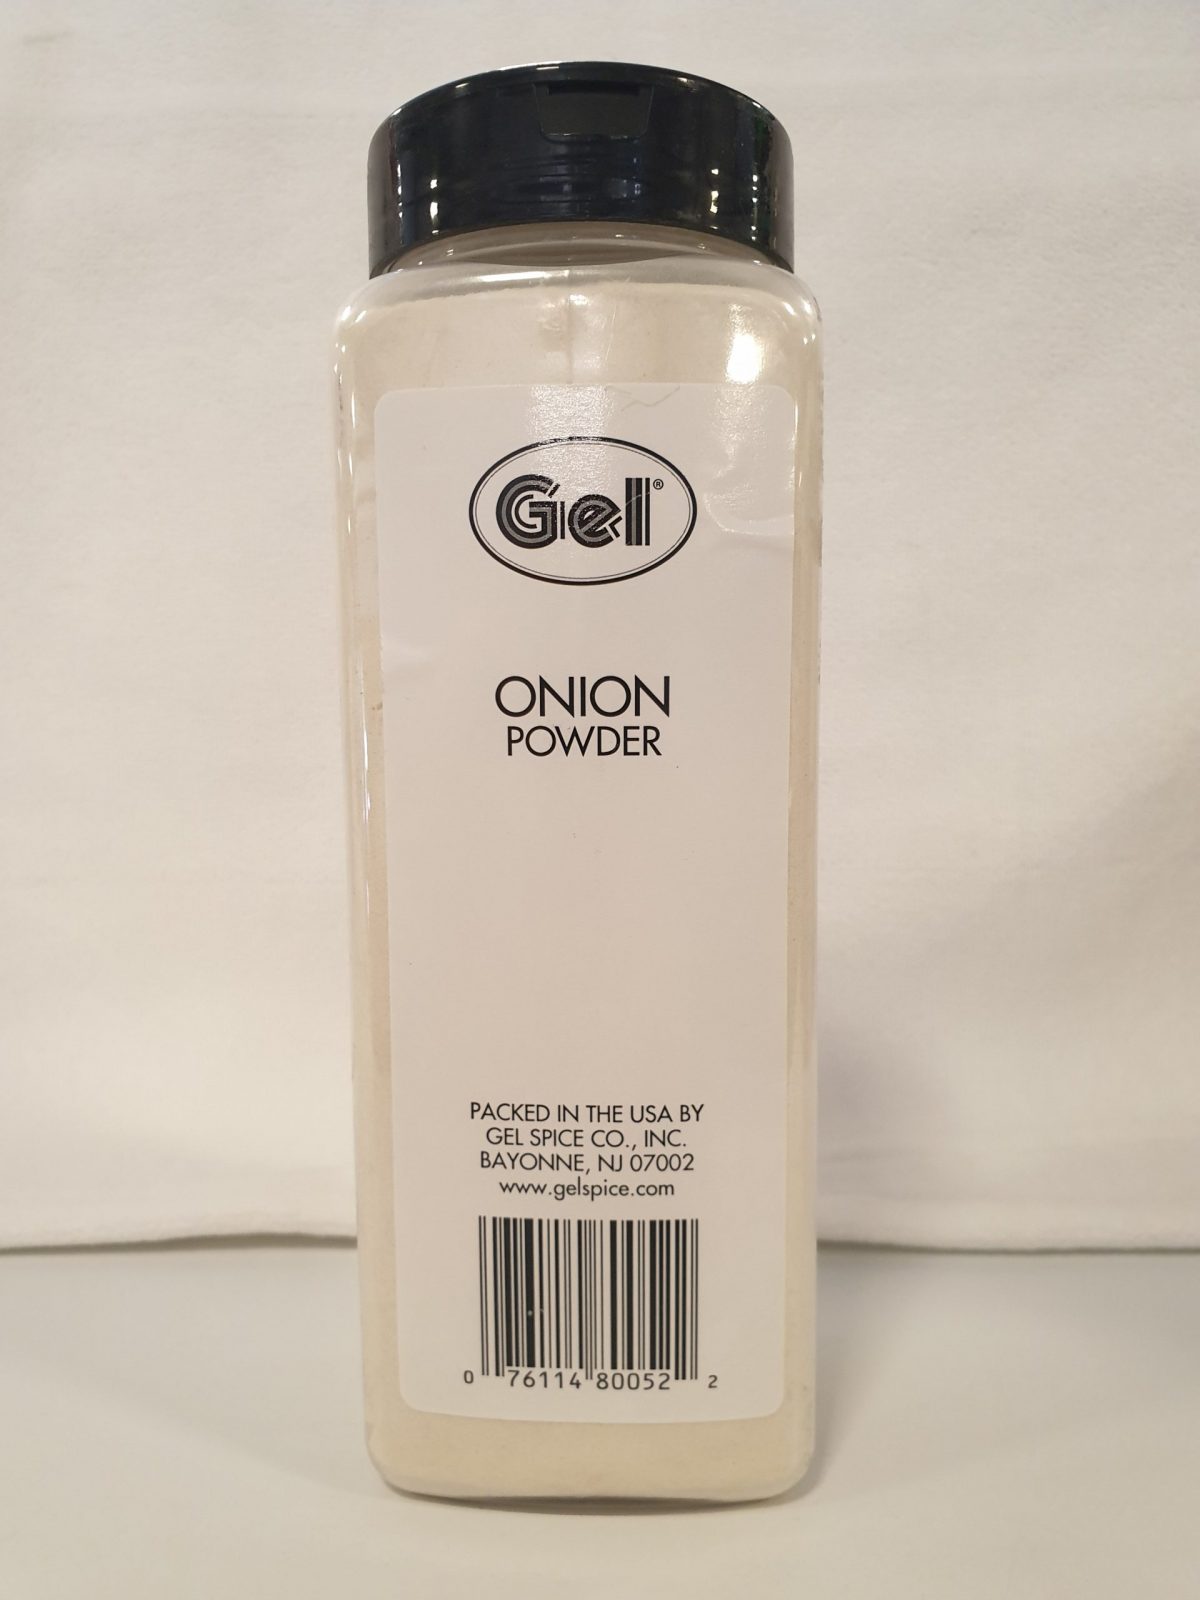 Gel®
ONION
POWDER
PACKED IN THE USA BY
GEL SPICE CO., INC.
BAYONNE, NJ 07002
www.gelspice.com
0 76114 80052 2